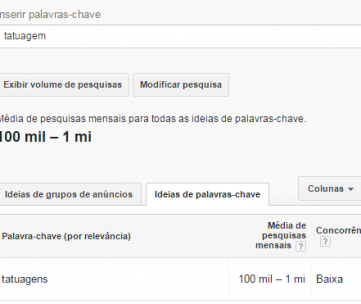 nserir palavras-chave
tatuagem
Exibir volume de pesquisas Modificar pesquisa
Média de pesquisas mensais para todas as ideias de palavras-chave.
100 mil – 1 mi
Ideias de grupos de anúncios Ideias de palavras-chave Colunas
Palavra-chave (por relevância) Média de pesquisas mensais ? Concorrên ?
tatuagens 100 mil – 1 mi Baixa